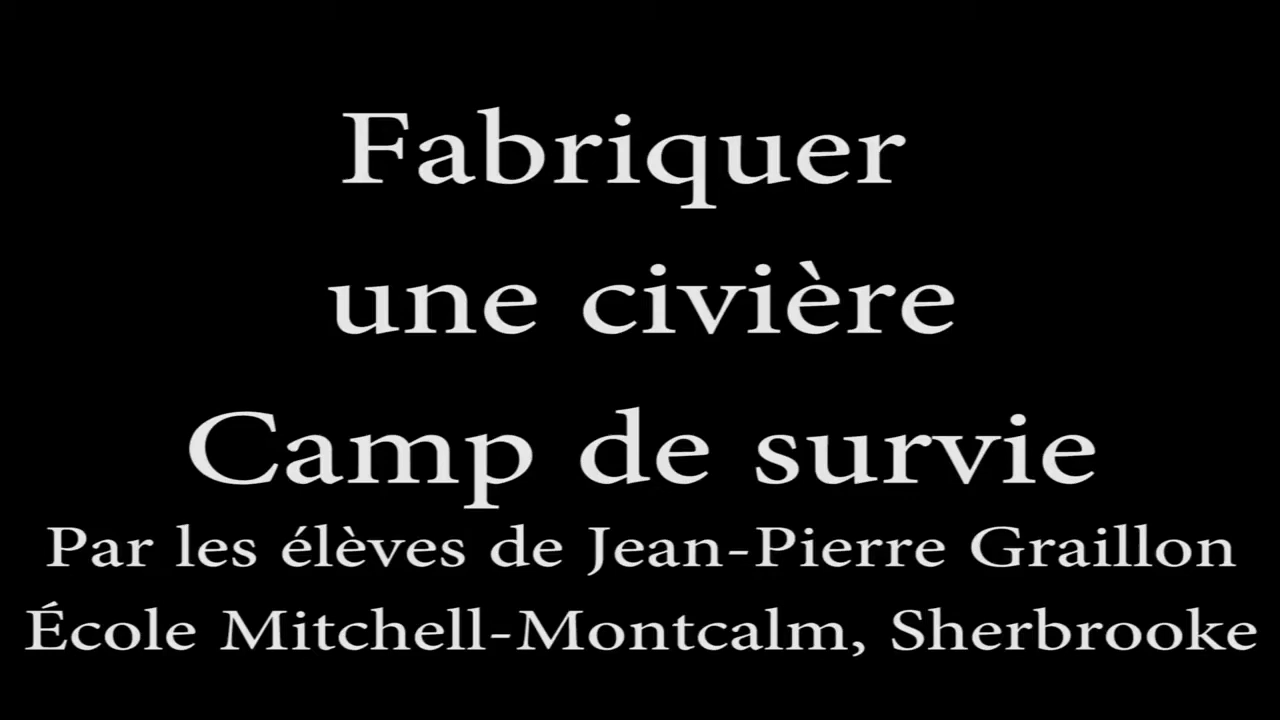 Fabriquer
une civière
Camp de survie
Par les élèves de Jean-Pierre Graillon
École Mitchell-Montcalm, Sherbrooke